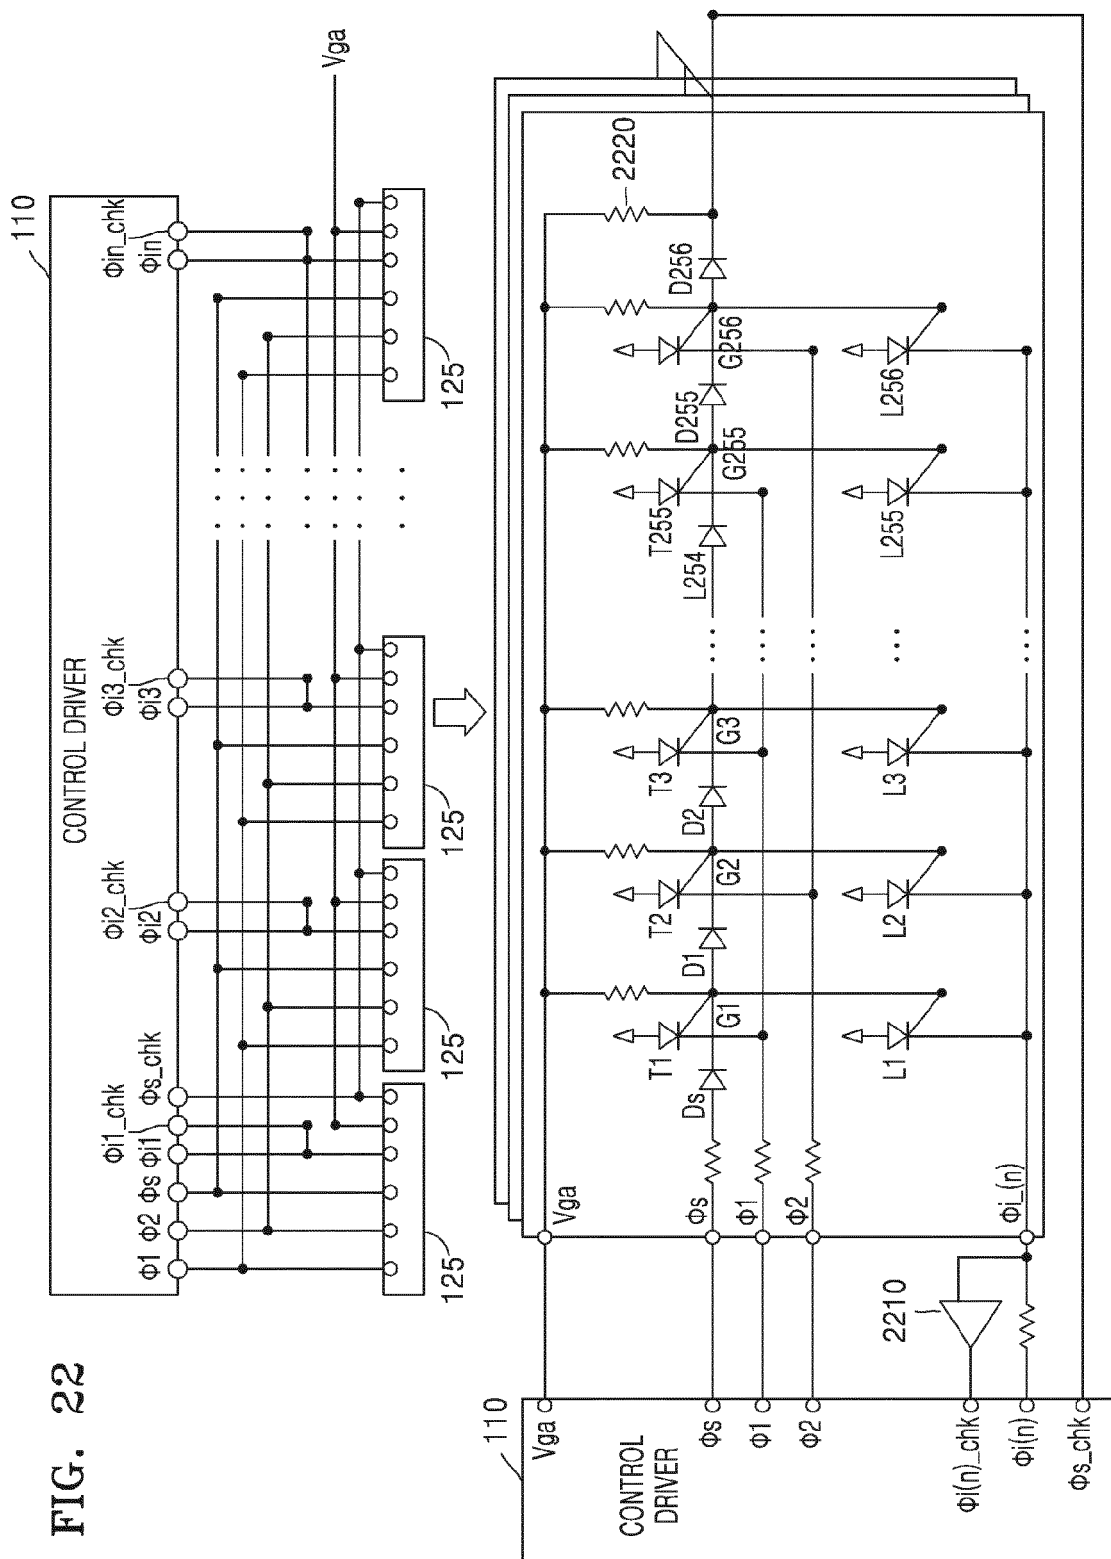 FIG. 22
110
CONTROL DRIVER
Φ1
Φ2
Φs
Φi1
Φi1_chk
Φs_chk
Φi2
Φi2_chk
Φi3
Φi3_chk
Φin
Φin_chk
Vga
125
125
125
125
110
CONTROL
DRIVER
Vga
Φs
Φ1
Φ2
Φi(n)_chk
Φi(n)
Φs_chk
2210
Vga
Φs
Φ1
Φ2
Φi_(n)
Ds
T1
G1
L1
D1
T2
G2
L2
D2
T3
G3
L3
L254
T255
G255
L255
D255
G256
L256
D256
2220